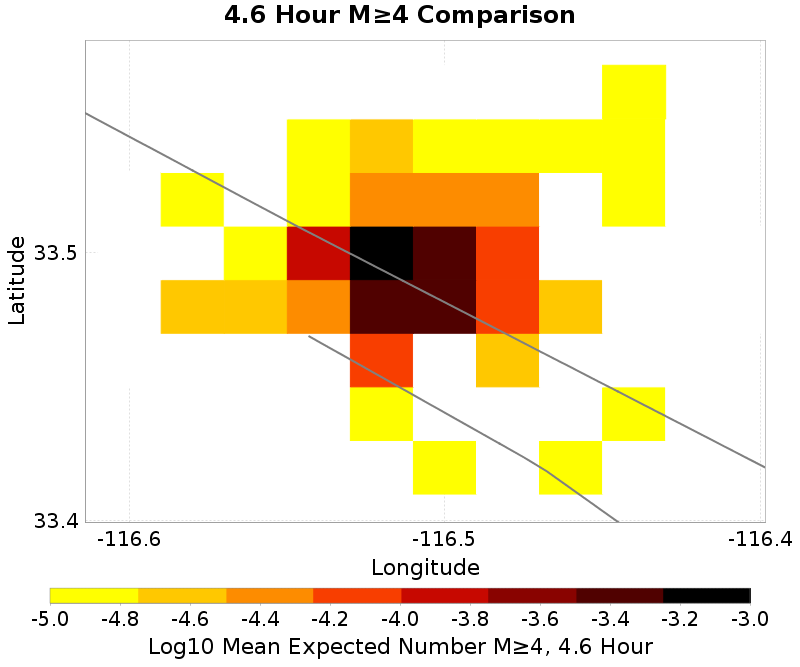 4.6 Hour M≥4 Comparison
Latitude
33.5
33.4
-116.6 -116.5 -116.4
Longitude
-5.0 -4.8 -4.6 -4.4 -4.2 -4.0 -3.8 -3.6 -3.4 -3.2 -3.0
Log10 Mean Expected Number M≥4, 4.6 Hour